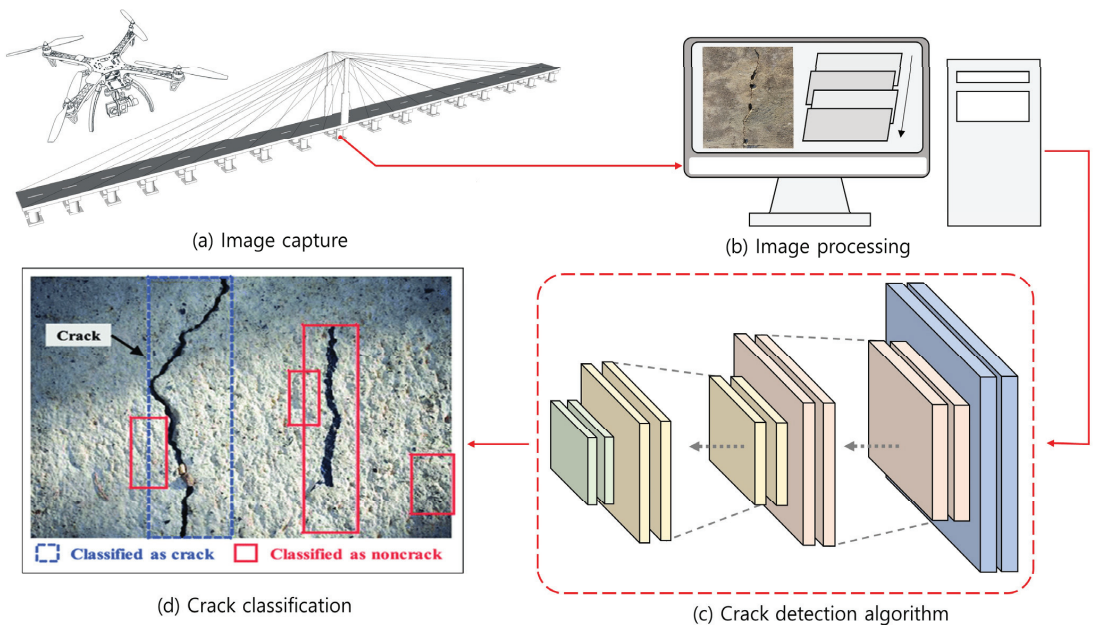 (a) Image capture
(b) Image processing
Crack
Classified as crack
Classified as noncrack
(d) Crack classification
(c) Crack detection algorithm